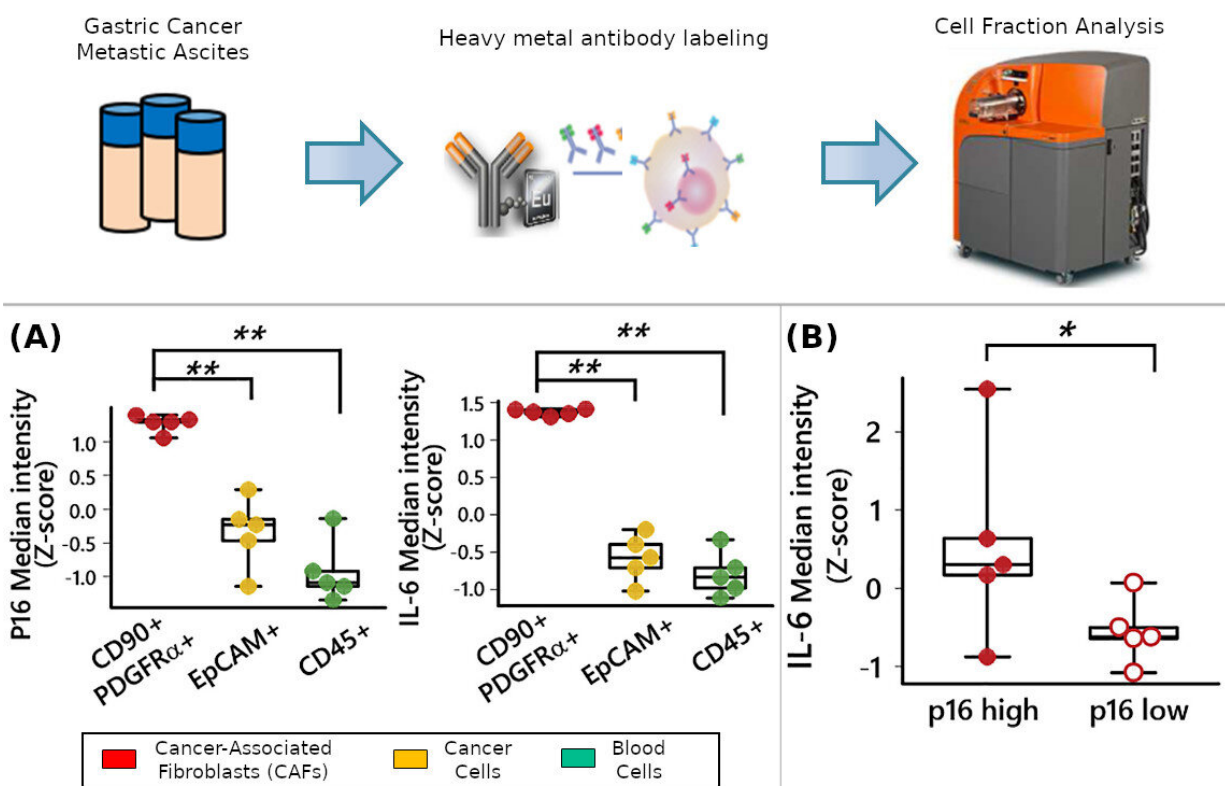 Gastric Cancer
Metastic Ascites
Heavy metal antibody labeling
Cell Fraction Analysis
Eu
(A)
**
**
P16 Median intensity
(Z-score)
1.0
0.5
0.0
-0.5
-1.0
CD90+
PDGFRα+
EpCAM+
CD45+
**
**
IL-6 Median intensity
(Z-score)
1.5
1.0
0.5
0.0
-0.5
-1.0
CD90+
PDGFRα+
EpCAM+
CD45+
(B)
*
IL-6 Median intensity
(Z-score)
2
1
0
-1
p16 high
p16 low
Cancer-Associated
Fibroblasts (CAFs)
Cancer
Cells
Blood
Cells